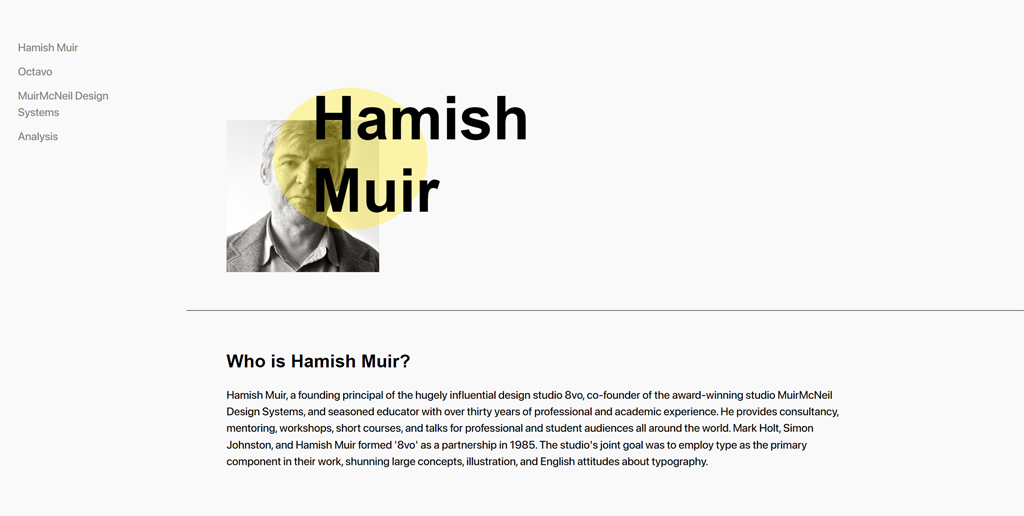 Hamish Muir
Octavo
MuirMcNeil Design
Systems
Analysis
Hamish
Muir
Who is Hamish Muir?
Hamish Muir, a founding principal of the hugely influential design studio 8vo, co-founder of the award-winning studio MuirMcNeil
Design Systems, and seasoned educator with over thirty years of professional and academic experience. He provides consultancy,
mentoring, workshops, short courses, and talks for professional and student audiences all around the world. Mark Holt, Simon
Johnston, and Hamish Muir formed '8vo' as a partnership in 1985. The studio's joint goal was to employ type as the primary
component in their work, shunning large concepts, illustration, and English attitudes about typography.